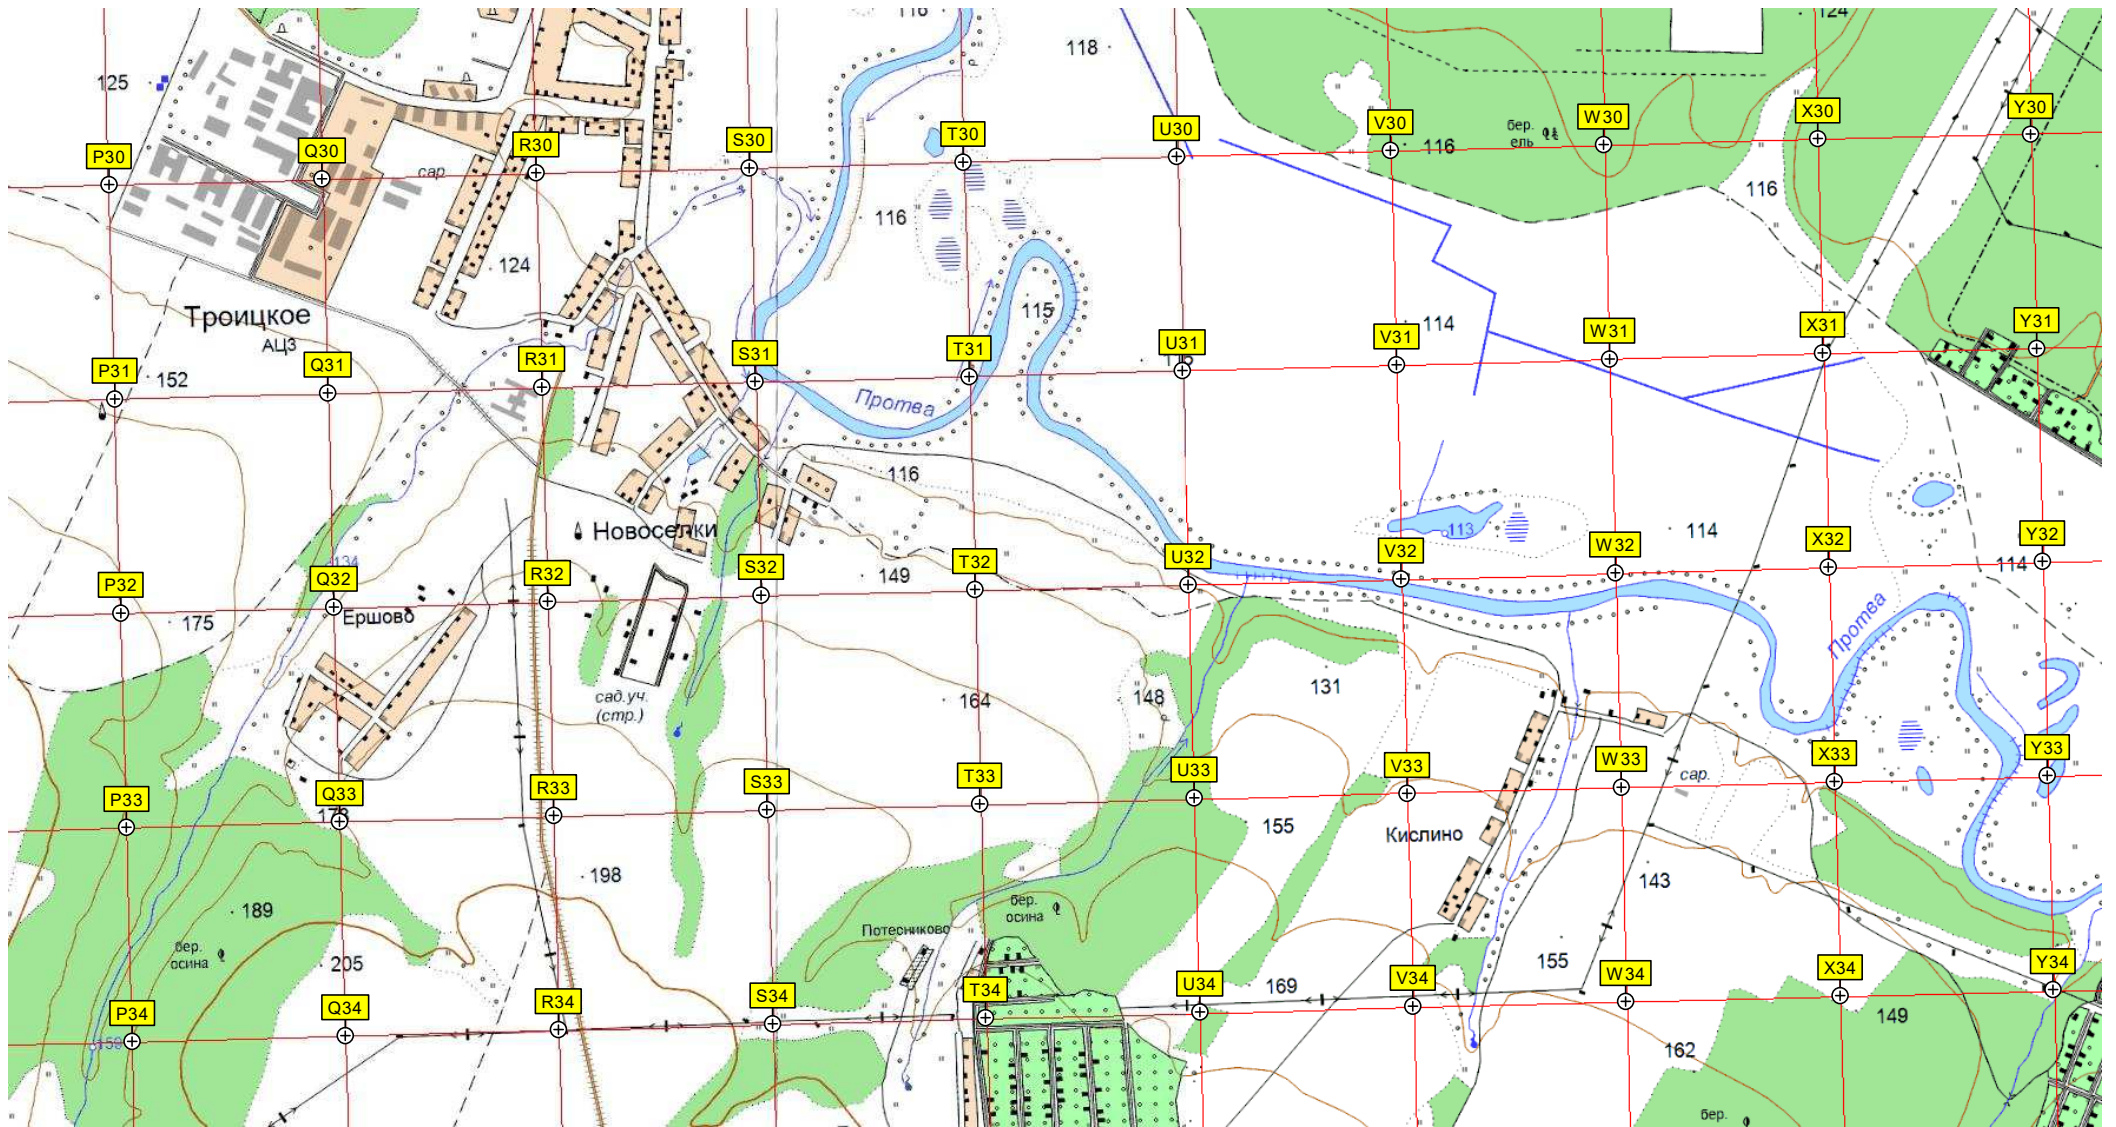 118
124
125
P30
Q30
R30
S30
T30
U30
V30
W30
X30
Y30
бер.
ель
116
116
116
сар.
124
Троицкое
АЦЗ
115
114
P31
Q31
R31
S31
T31
U31
V31
W31
X31
Y31
152
Протва
116
113
114
Новоселки
134
149
114
P32
Q32
R32
S32
T32
U32
V32
W32
X32
Y32
175
Ершово
Протва
сад.уч.
(стр.)
164
148
131
P33
Q33
R33
S33
T33
U33
V33
W33
X33
Y33
сар.
155
Кислино
198
143
189
бер.
осина
Потесниково
бер.
осина
205
169
155
P34
Q34
R34
S34
T34
U34
V34
W34
X34
Y34
159
149
162
бер.